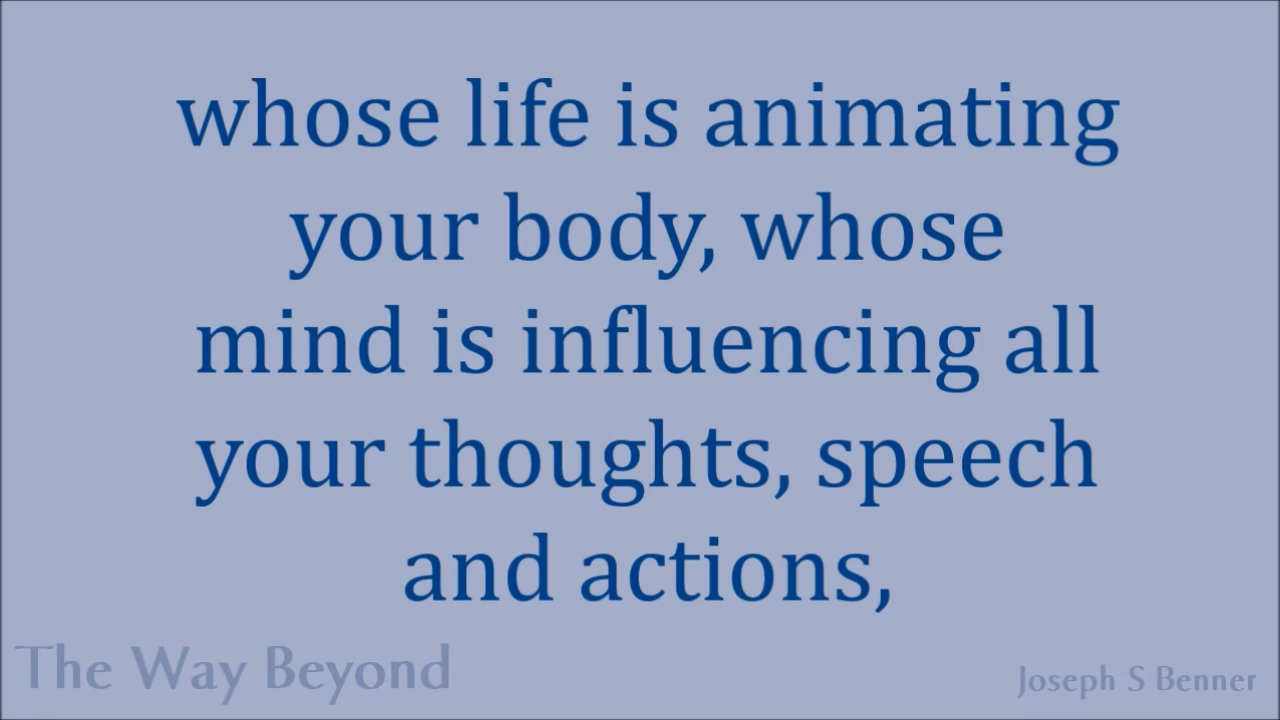 whose life is animating
your body, whose
mind is influencing all
your thoughts, speech
and actions,
The Way Beyond
Joseph S Benner